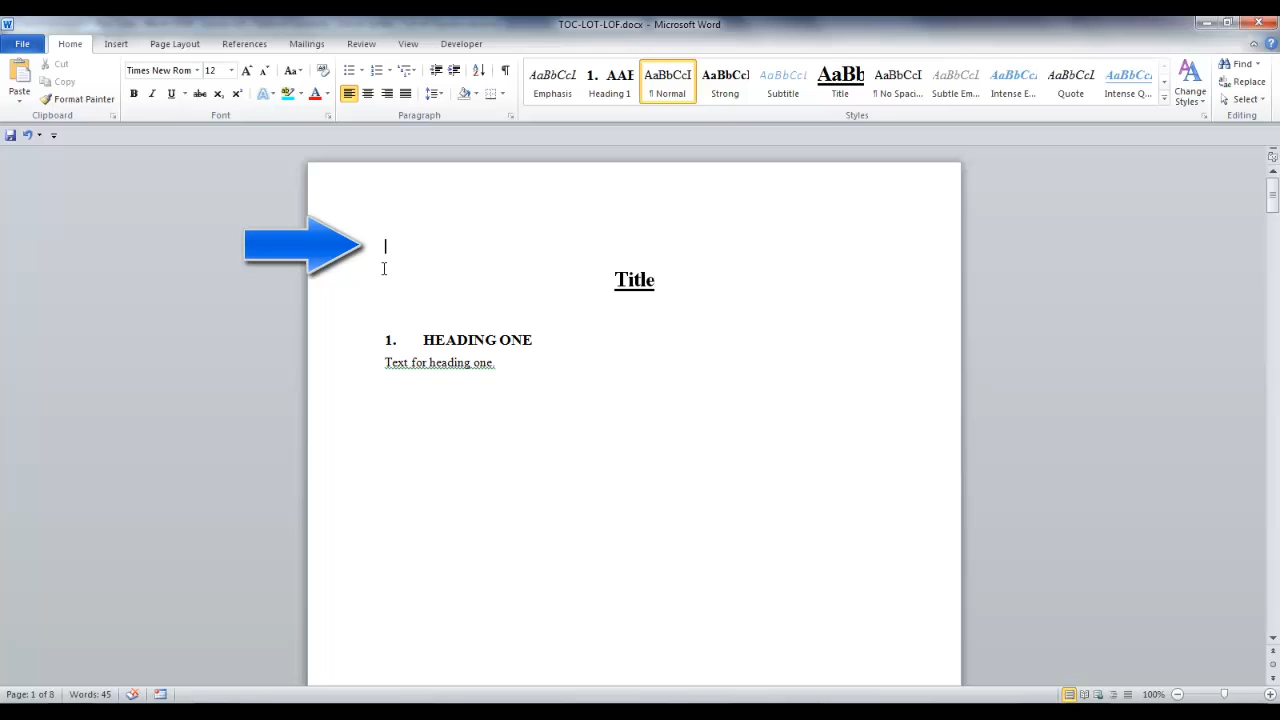 TOC-LOT-LOF.docx - Microsoft Word
File Home Insert Page Layout References Mailings Review View Developer
Cut
Copy
Format Painter
Paste
Clipboard
Times New Rom 12
Font
Paragraph
AaBbCcI 1. AAE AaBbCcI AaBbCc AaBbCcI AaBb AaBbCcI AaBbCcI AaBbCc AaBbCcI AaBbCc
Emphasis Heading 1 ¶ Normal Strong Subtitle Title ¶ No Spaci... Subtle Em... Intense E... Quote Intense Q...
Change
Styles
Styles
Find
Replace
Select
Editing
Title
1. HEADING ONE
Text for heading one.
Page: 1 of 8 Words: 45 100%